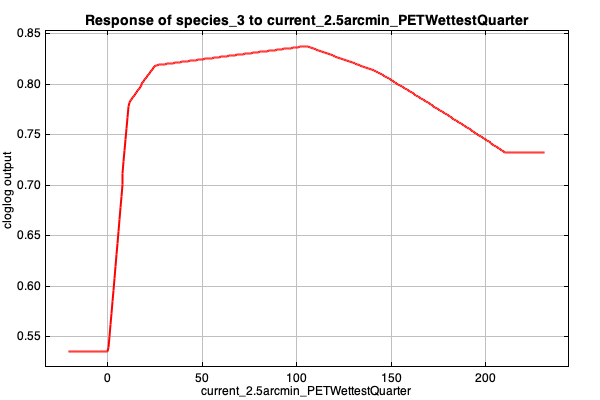 Response of species_3 to current_2.5arcmin_PETWettestQuarter
0.85
0.80
0.75
0.70
0.65
0.60
0.55
cloglog output
0 50 100 150 200
current_2.5arcmin_PETWettestQuarter